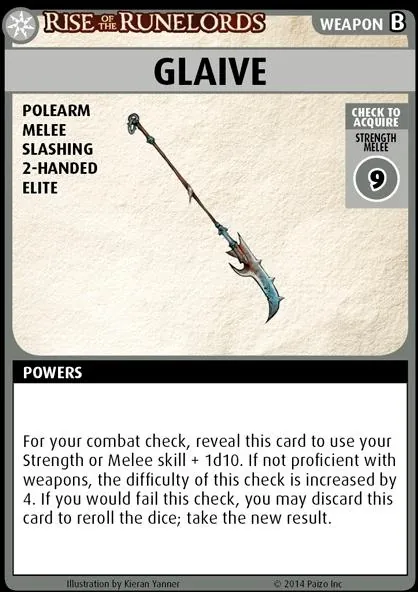 RISE OF THE RUNELORDS
WEAPON B
GLAIVE
POLEARM
MELEE
SLASHING
2-HANDED
ELITE
CHECK TO
ACQUIRE
STRENGTH
MELEE
9
POWERS
For your combat check, reveal this card to use your
Strength or Melee skill + 1d10. If not proficient with
weapons, the difficulty of this check is increased by
4. If you would fail this check, you may discard this
card to reroll the dice; take the new result.
Illustration by Kieran Yanner
© 2014 Paizo Inc